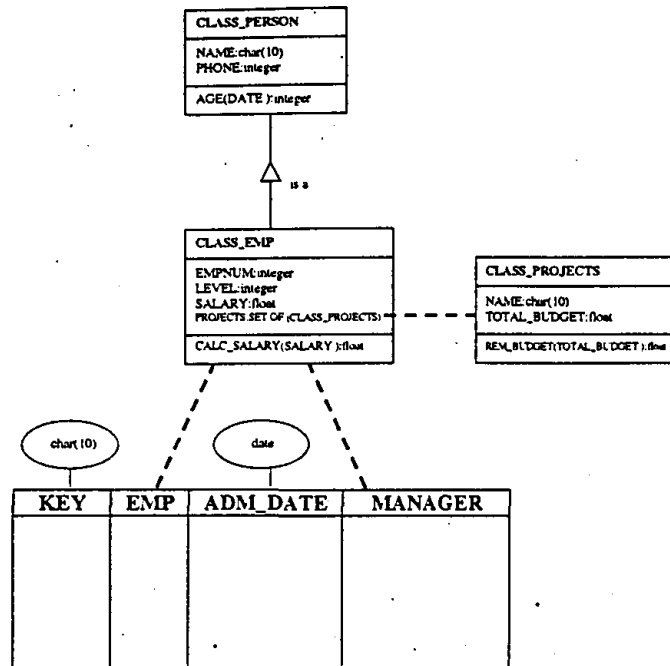 CLASS_PERSON
NAME:char(10)
PHONE:integer
AGE(DATE ):integer
is a
CLASS_EMP
EMPNUM:integer
LEVEL:integer
SALARY:float
PROJECTS:SET OF (CLASS_PROJECTS)
CALC_SALARY(SALARY ):float
CLASS_PROJECTS
NAME:char(10)
TOTAL_BUDGET:float
REM_BUDGET(TOTAL_BUDGET ):float
chart(10)
date
KEY EMP ADM_DATE MANAGER